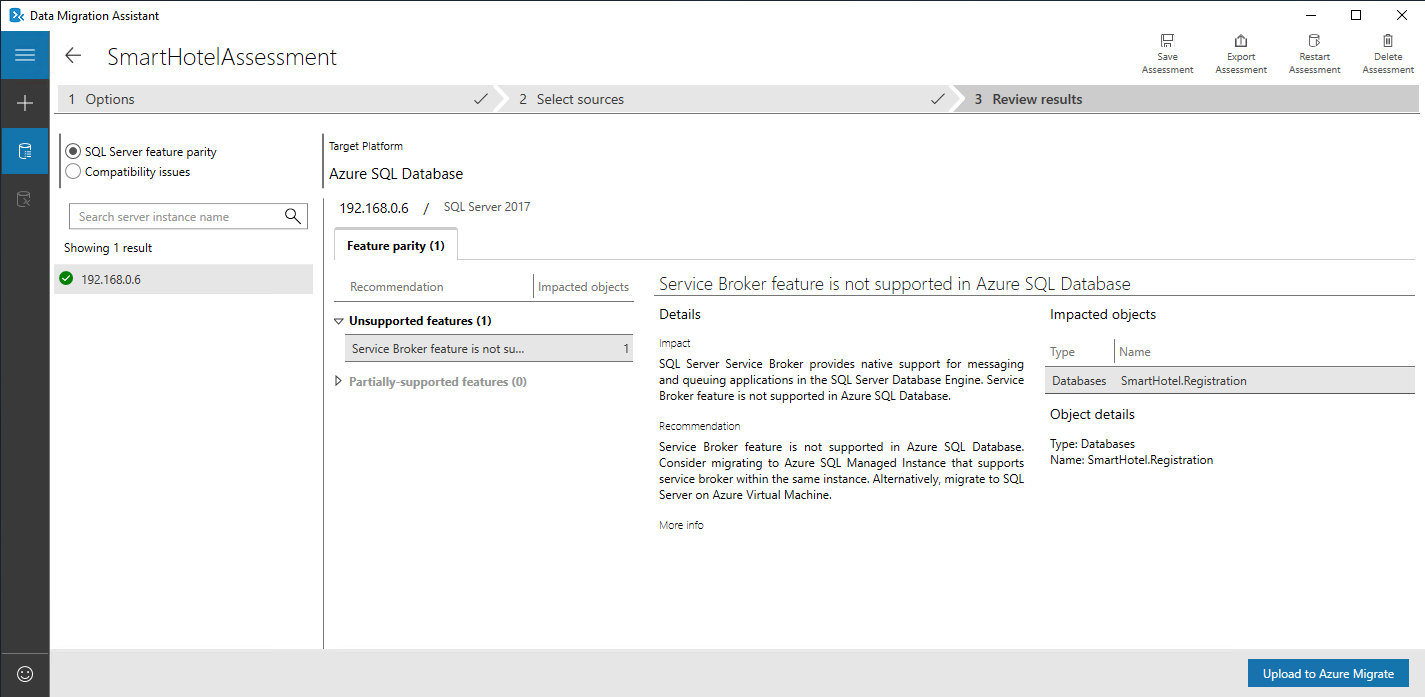 Data Migration Assistant
SmartHotelAssessment
Save
Assessment
Export
Assessment
Restart
Assessment
Delete
Assessment
1 Options
2 Select sources
3 Review results
SQL Server feature parity
Compatibility issues
Search server instance name
Showing 1 result
192.168.0.6
Target Platform
Azure SQL Database
192.168.0.6 / SQL Server 2017
Feature parity (1)
Recommendation Impacted objects
Unsupported features (1)
Service Broker feature is not su... 1
Partially-supported features (0)
Service Broker feature is not supported in Azure SQL Database
Details
Impact
SQL Server Service Broker provides native support for messaging
and queuing applications in the SQL Server Database Engine. Service
Broker feature is not supported in Azure SQL Database.
Recommendation
Service Broker feature is not supported in Azure SQL Database.
Consider migrating to Azure SQL Managed Instance that supports
service broker within the same instance. Alternatively, migrate to SQL
Server on Azure Virtual Machine.
More info
Impacted objects
Type Name
Databases SmartHotel.Registration
Object details
Type: Databases
Name: SmartHotel.Registration
Upload to Azure Migrate